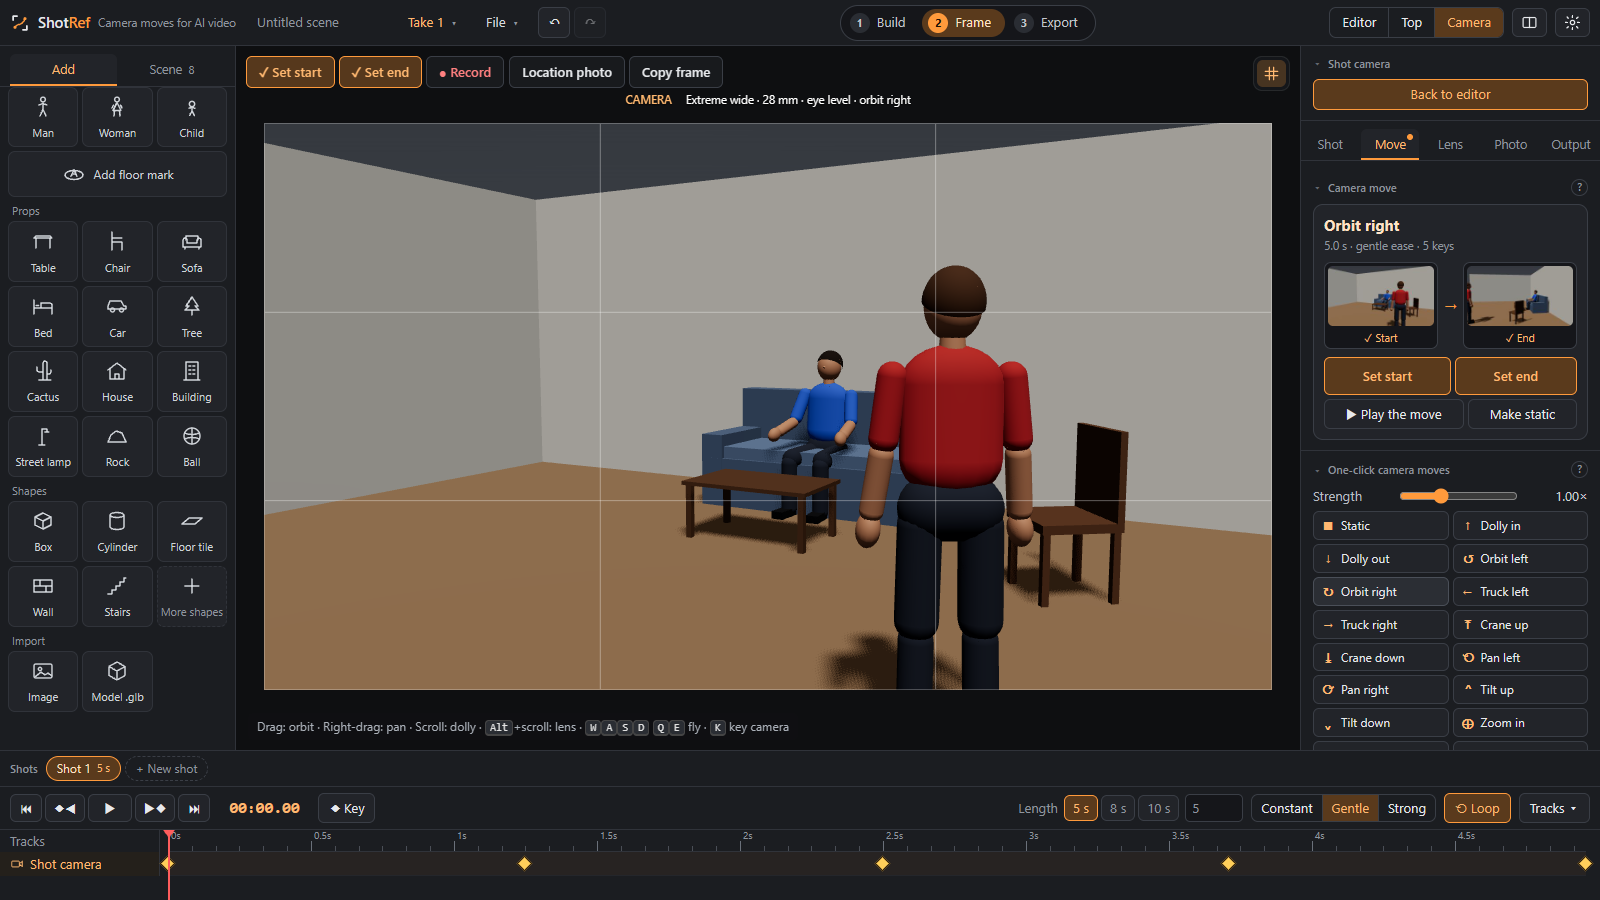 ShotRef Camera moves for AI video Untitled scene Take 1 File 1 Build 2 Frame 3 Export Editor Top Camera
Add Scene 8
Man Woman Child
Add floor mark
Props
Table Chair Sofa
Bed Car Tree
Cactus House Building
Street lamp Rock Ball
Shapes
Box Cylinder Floor tile
Wall Stairs More shapes
Import
Image Model .glb
✓ Set start ✓ Set end ● Record Location photo Copy frame
CAMERA Extreme wide · 28 mm · eye level · orbit right
Drag: orbit · Right-drag: pan · Scroll: dolly · Alt +scroll: lens · W A S D Q E fly · K key camera
Shot camera
Back to editor
Shot Move Lens Photo Output
Camera move ?
Orbit right
5.0 s · gentle ease · 5 keys
✓ Start → ✓ End
Set start Set end
▶ Play the move Make static
One-click camera moves ?
Strength 1.00×
Static ↑ Dolly in
↓ Dolly out ↺ Orbit left
↻ Orbit right ← Truck left
→ Truck right Crane up
Crane down Pan left
Pan right Tilt up
Tilt down Zoom in
Shots Shot 1 5 s + New shot
00:00.00 ◆ Key Length 5 s 8 s 10 s 5 Constant Gentle Strong Loop Tracks
Tracks 0s 0.5s 1s 1.5s 2s 2.5s 3s 3.5s 4s 4.5s
Shot camera